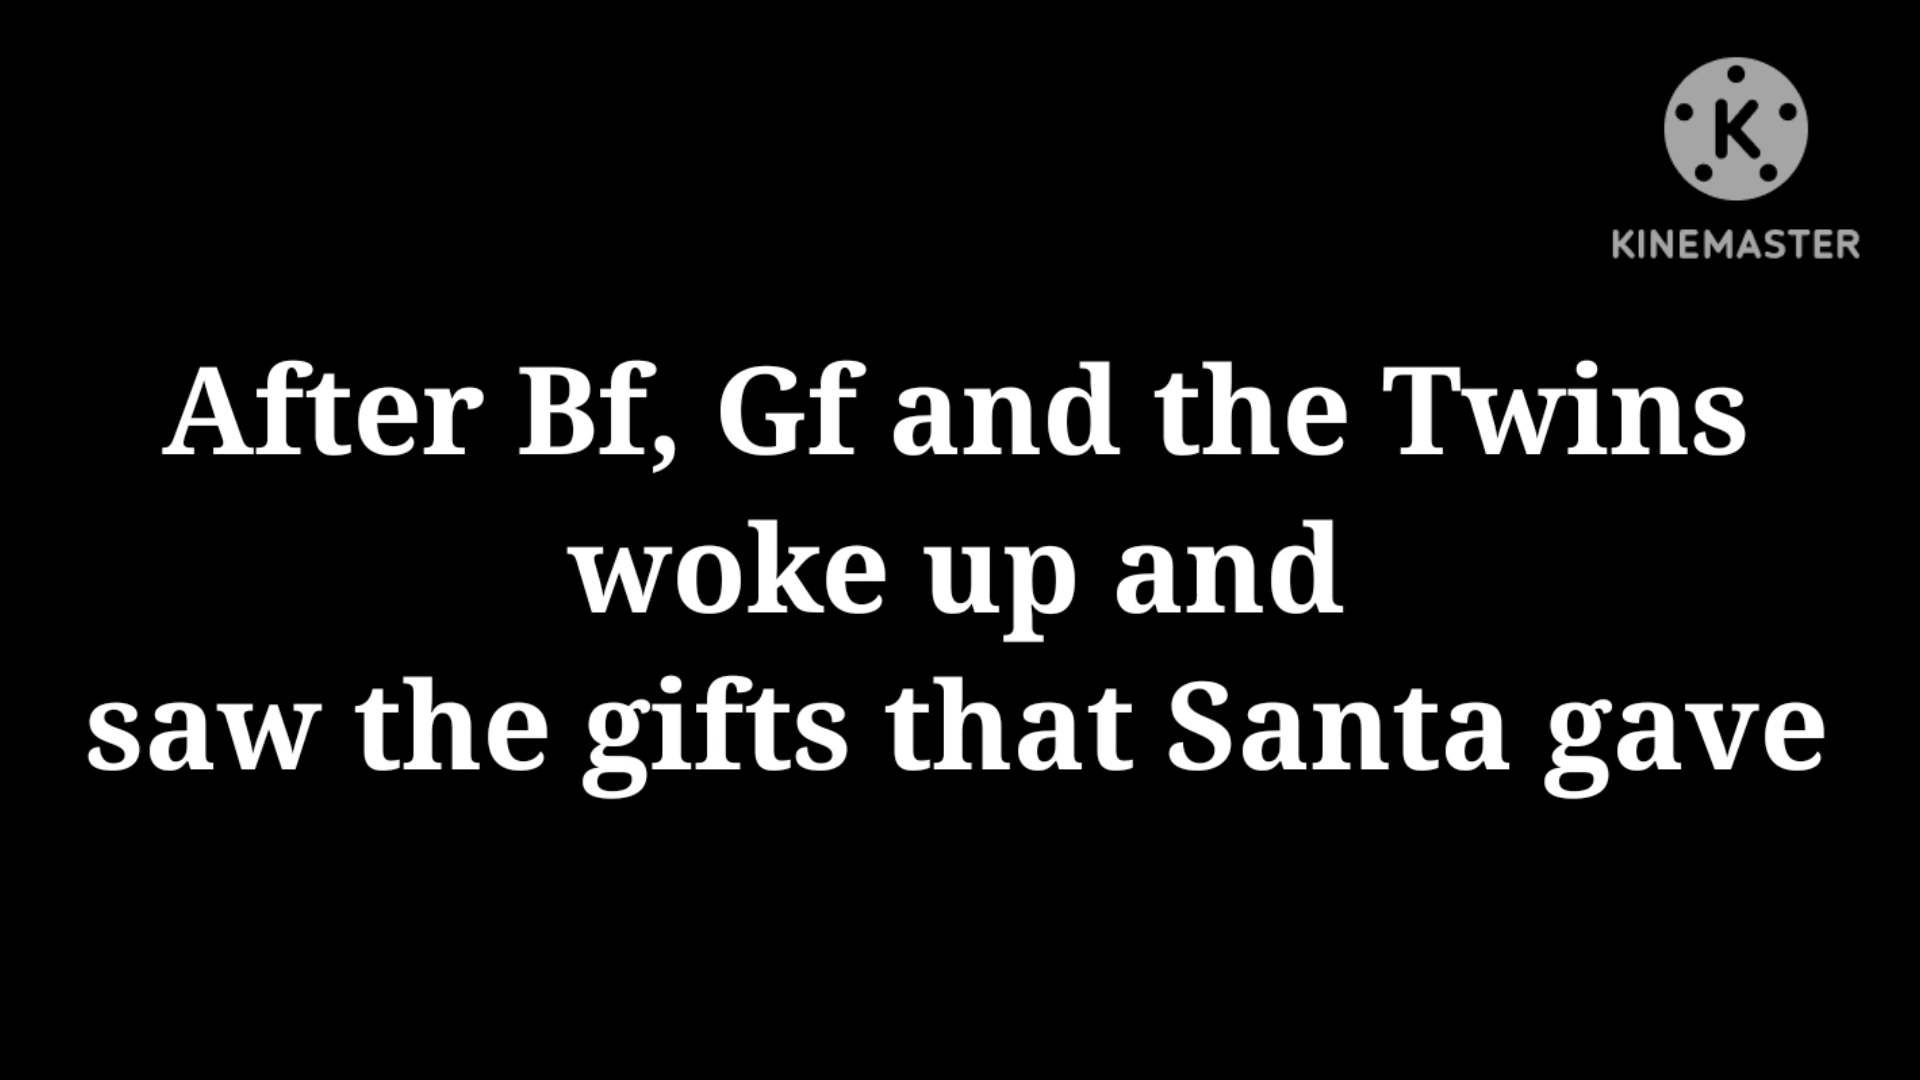 K
KINEMASTER
After Bf, Gf and the Twins
woke up and
saw the gifts that Santa gave